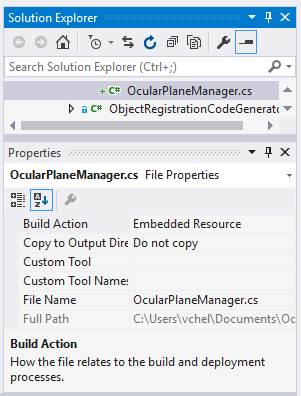 Solution Explorer
Search Solution Explorer (Ctrl+;)
+ C# OcularPlaneManager.cs
C# ObjectRegistrationCodeGenerato
Properties
OcularPlaneManager.cs File Properties
Build Action Embedded Resource
Copy to Output Dire Do not copy
Custom Tool
Custom Tool Names
File Name OcularPlaneManager.cs
Full Path C:\Users\vchel\Documents\Oc
Build Action
How the file relates to the build and deployment
processes.